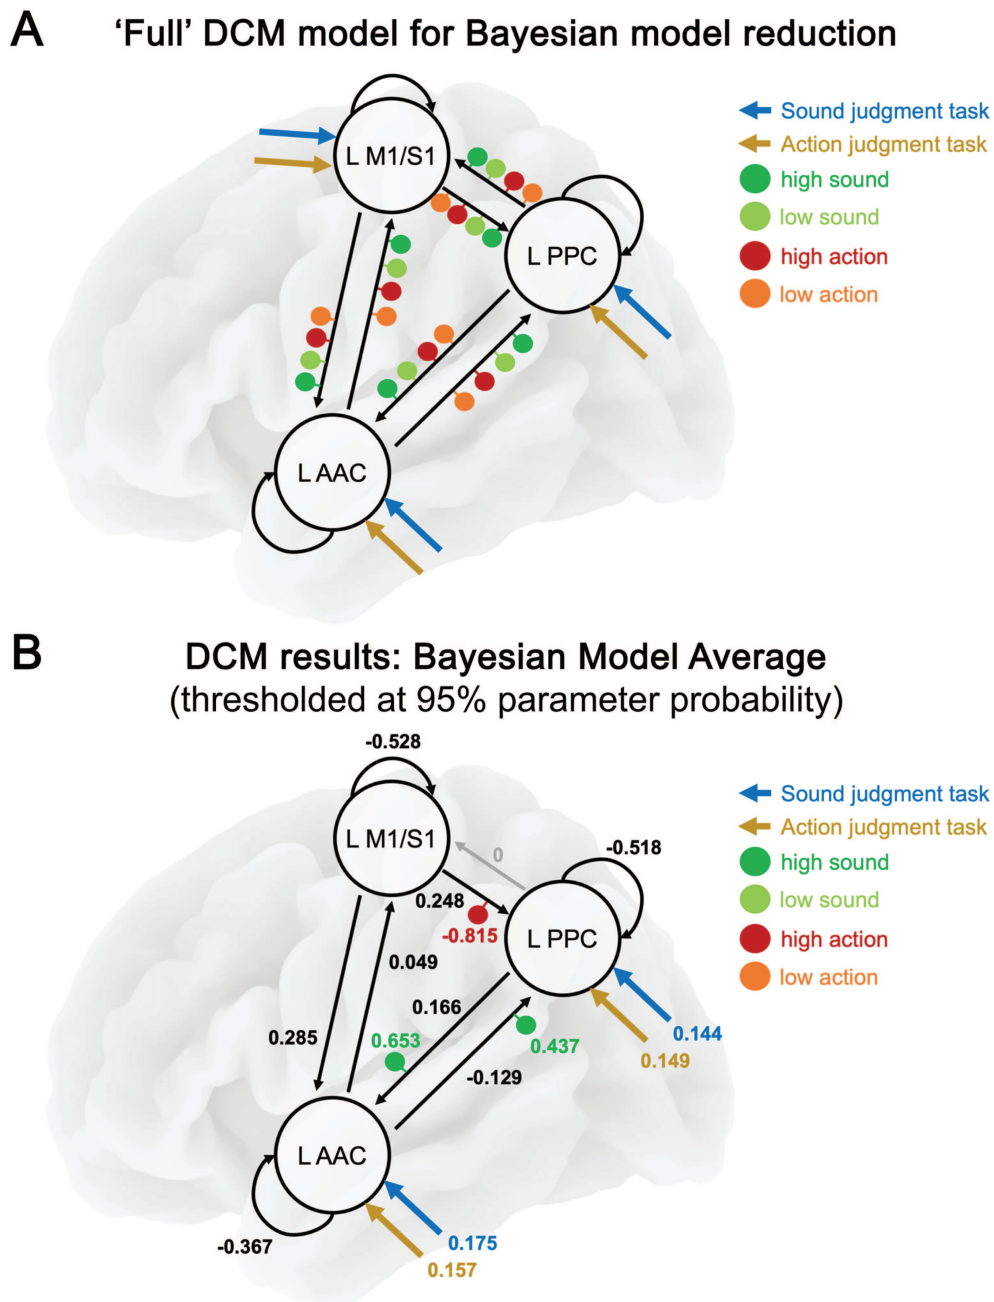 A
'Full' DCM model for Bayesian model reduction
Sound judgment task
Action judgment task
high sound
low sound
high action
low action
L M1/S1
L PPC
L AAC
B
DCM results: Bayesian Model Average
(thresholded at 95% parameter probability)
-0.528
Sound judgment task
Action judgment task
high sound
low sound
high action
low action
L M1/S1
0
-0.518
0.248
-0.815
L PPC
0.049
0.166
0.285
0.653
0.437
0.144
0.149
-0.129
L AAC
-0.367
0.175
0.157